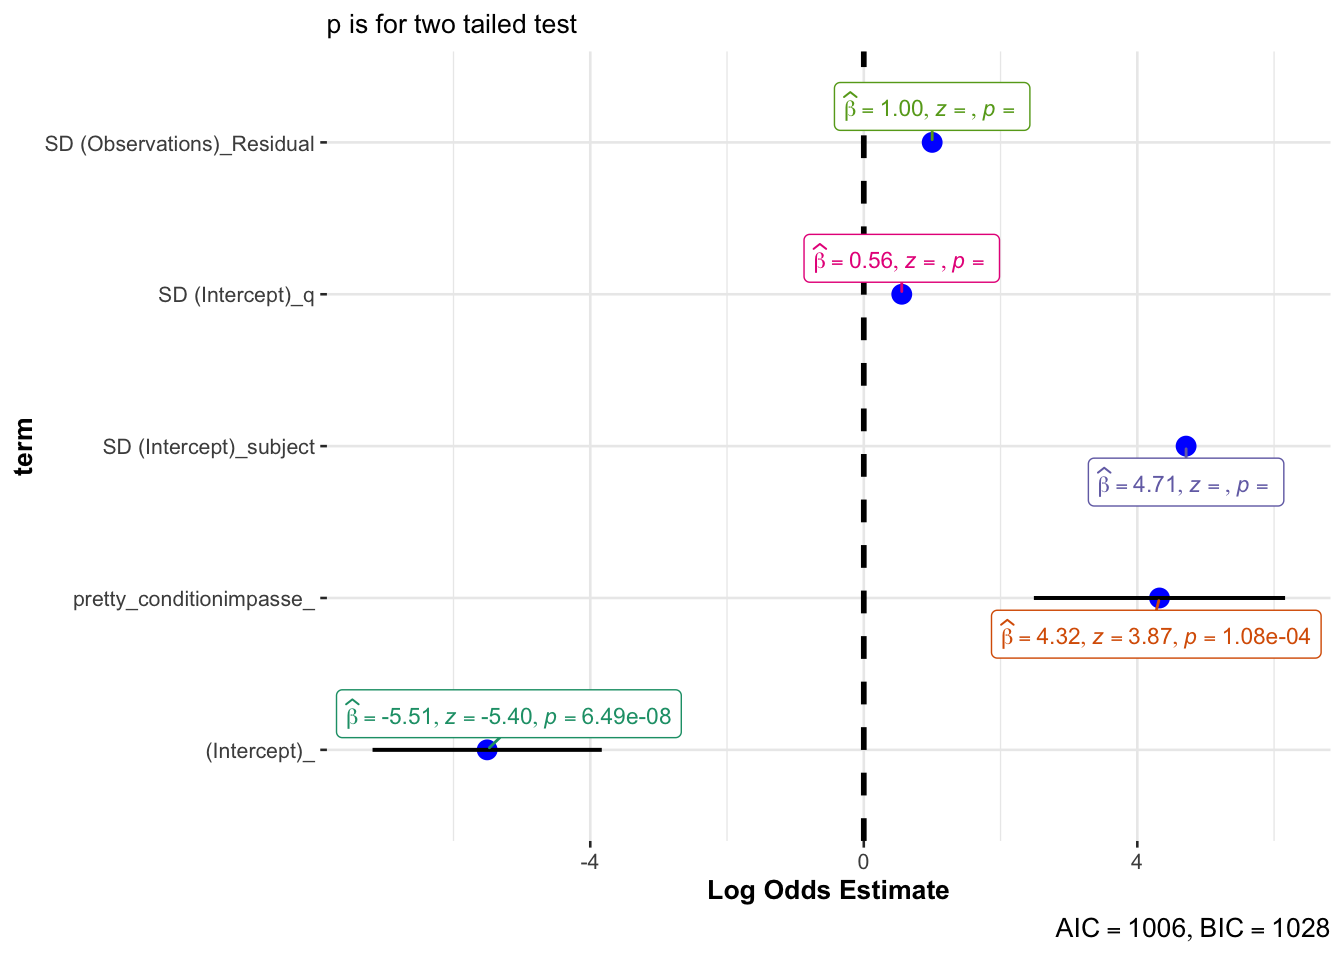 p is for two tailed test
SD (Observations)_Residual
β̂ = 1.00, z = , p =
SD (Intercept)_q
β̂ = 0.56, z = , p =
SD (Intercept)_subject
β̂ = 4.71, z = , p =
pretty_conditionimpasse_
β̂ = 4.32, z = 3.87, p = 1.08e-04
(Intercept)_
β̂ = -5.51, z = -5.40, p = 6.49e-08
term
-4 0 4
Log Odds Estimate
AIC = 1006, BIC = 1028